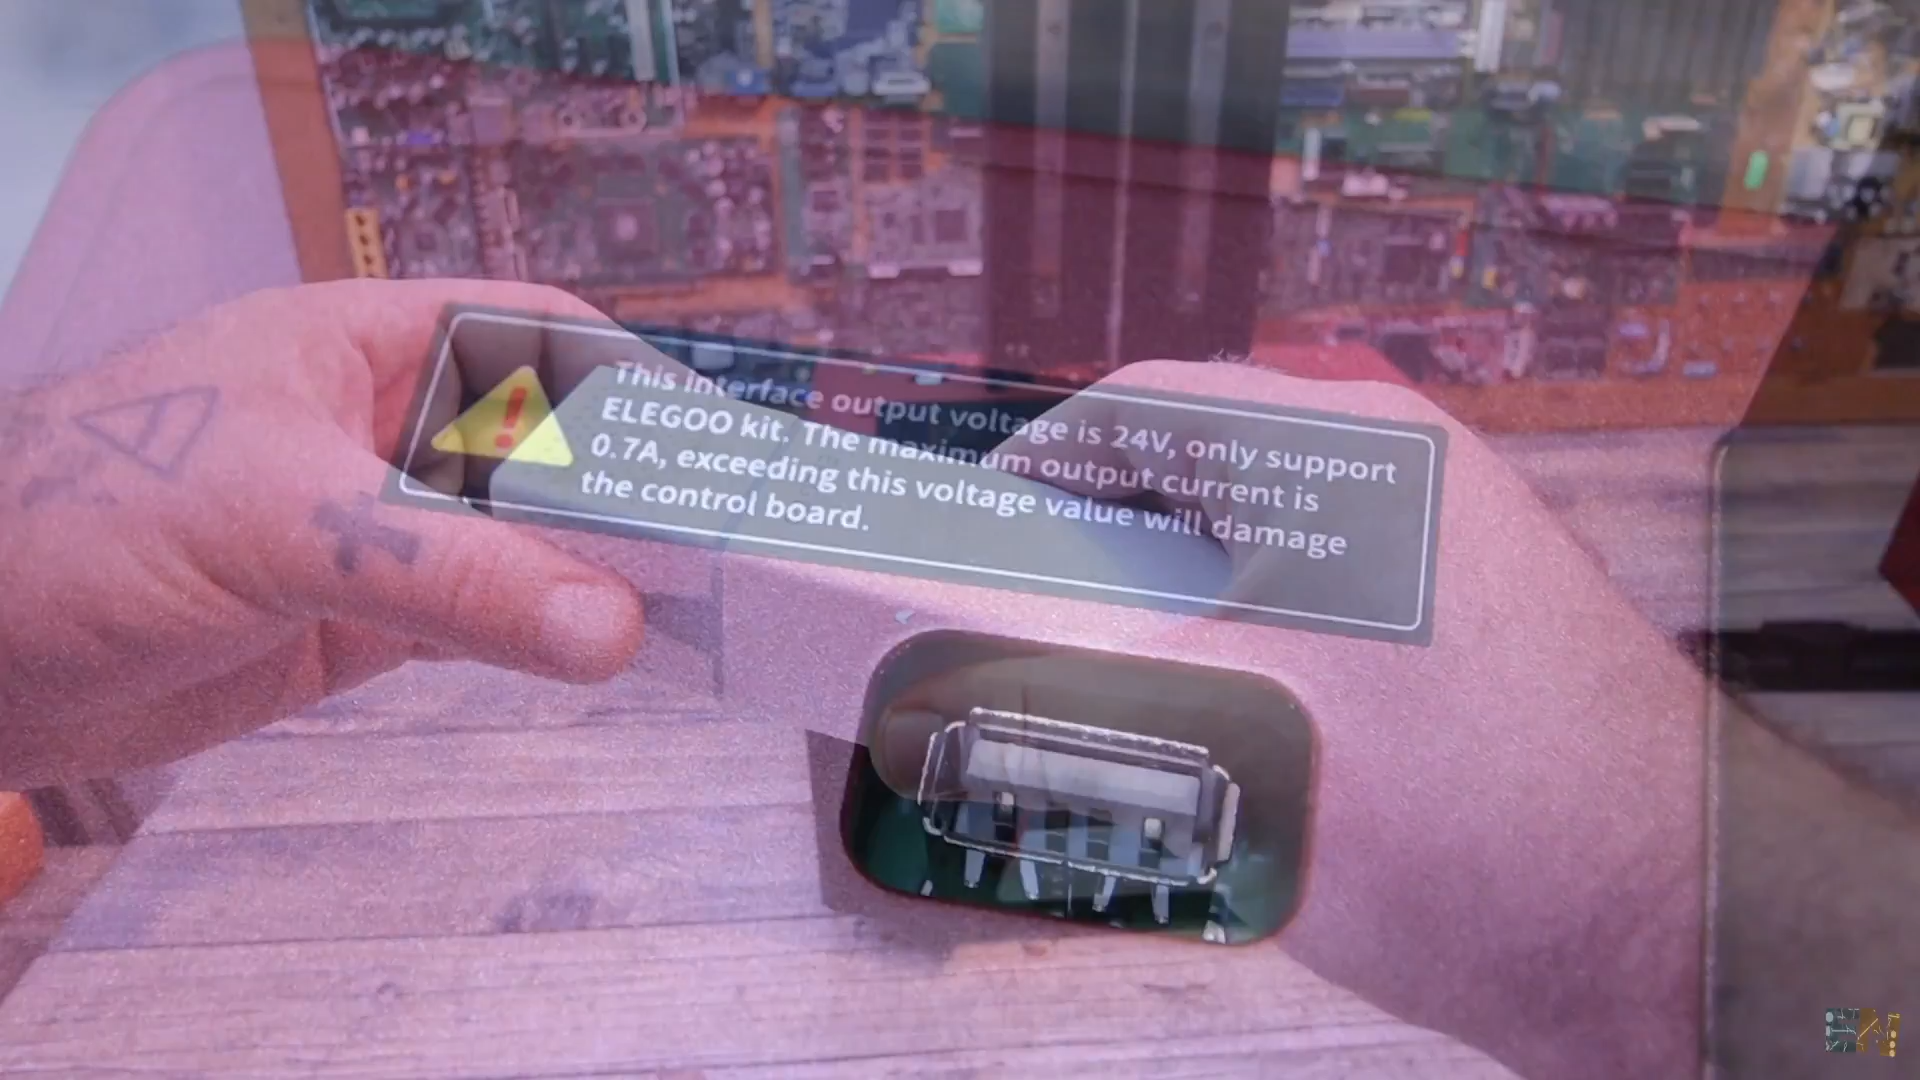 This interface output voltage is 24V, only support
ELEGOO kit. The maximum output current is
0.7A, exceeding this voltage value will damage
the control board.